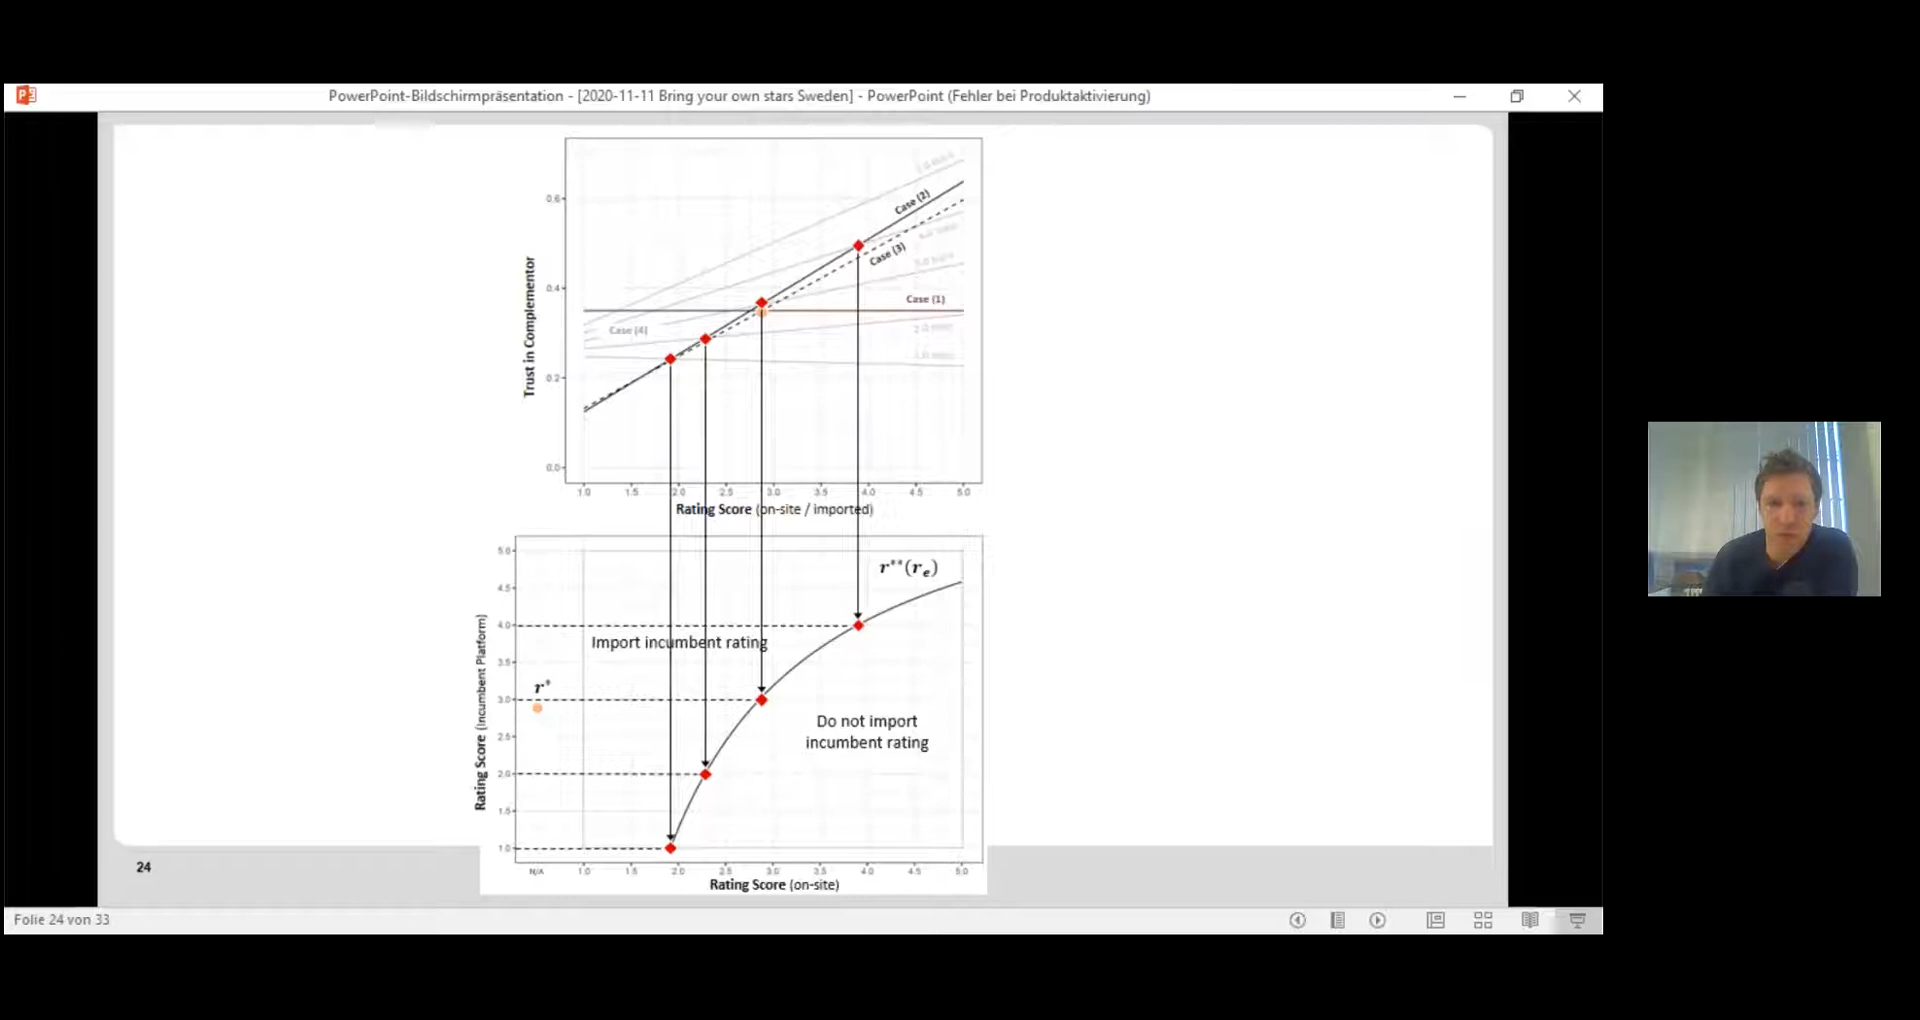 PowerPoint-Bildschirmpräsentation - [2020-11-11 Bring your own stars Sweden] - PowerPoint (Fehler bei Produktaktivierung)
Case (2)
0.6
Case (3)
Trust in Complementor
0.4
Case (1)
Case (4)
2.0
1.0
0.2
0.0
1.0 1.5 2.0 2.5 3.0 3.5 4.0 4.5 5.0
Rating Score (on-site / imported)
5.0
r**(rₑ)
4.5
4.0
Import incumbent rating
Rating Score (Incumbent Platform)
3.5
r*
3.0
Do not import
incumbent rating
2.5
2.0
1.5
1.0
N/A 1.0 1.5 2.0 2.5 3.0 3.5 4.0 4.5 5.0
Rating Score (on-site)
24
Folie 24 von 33